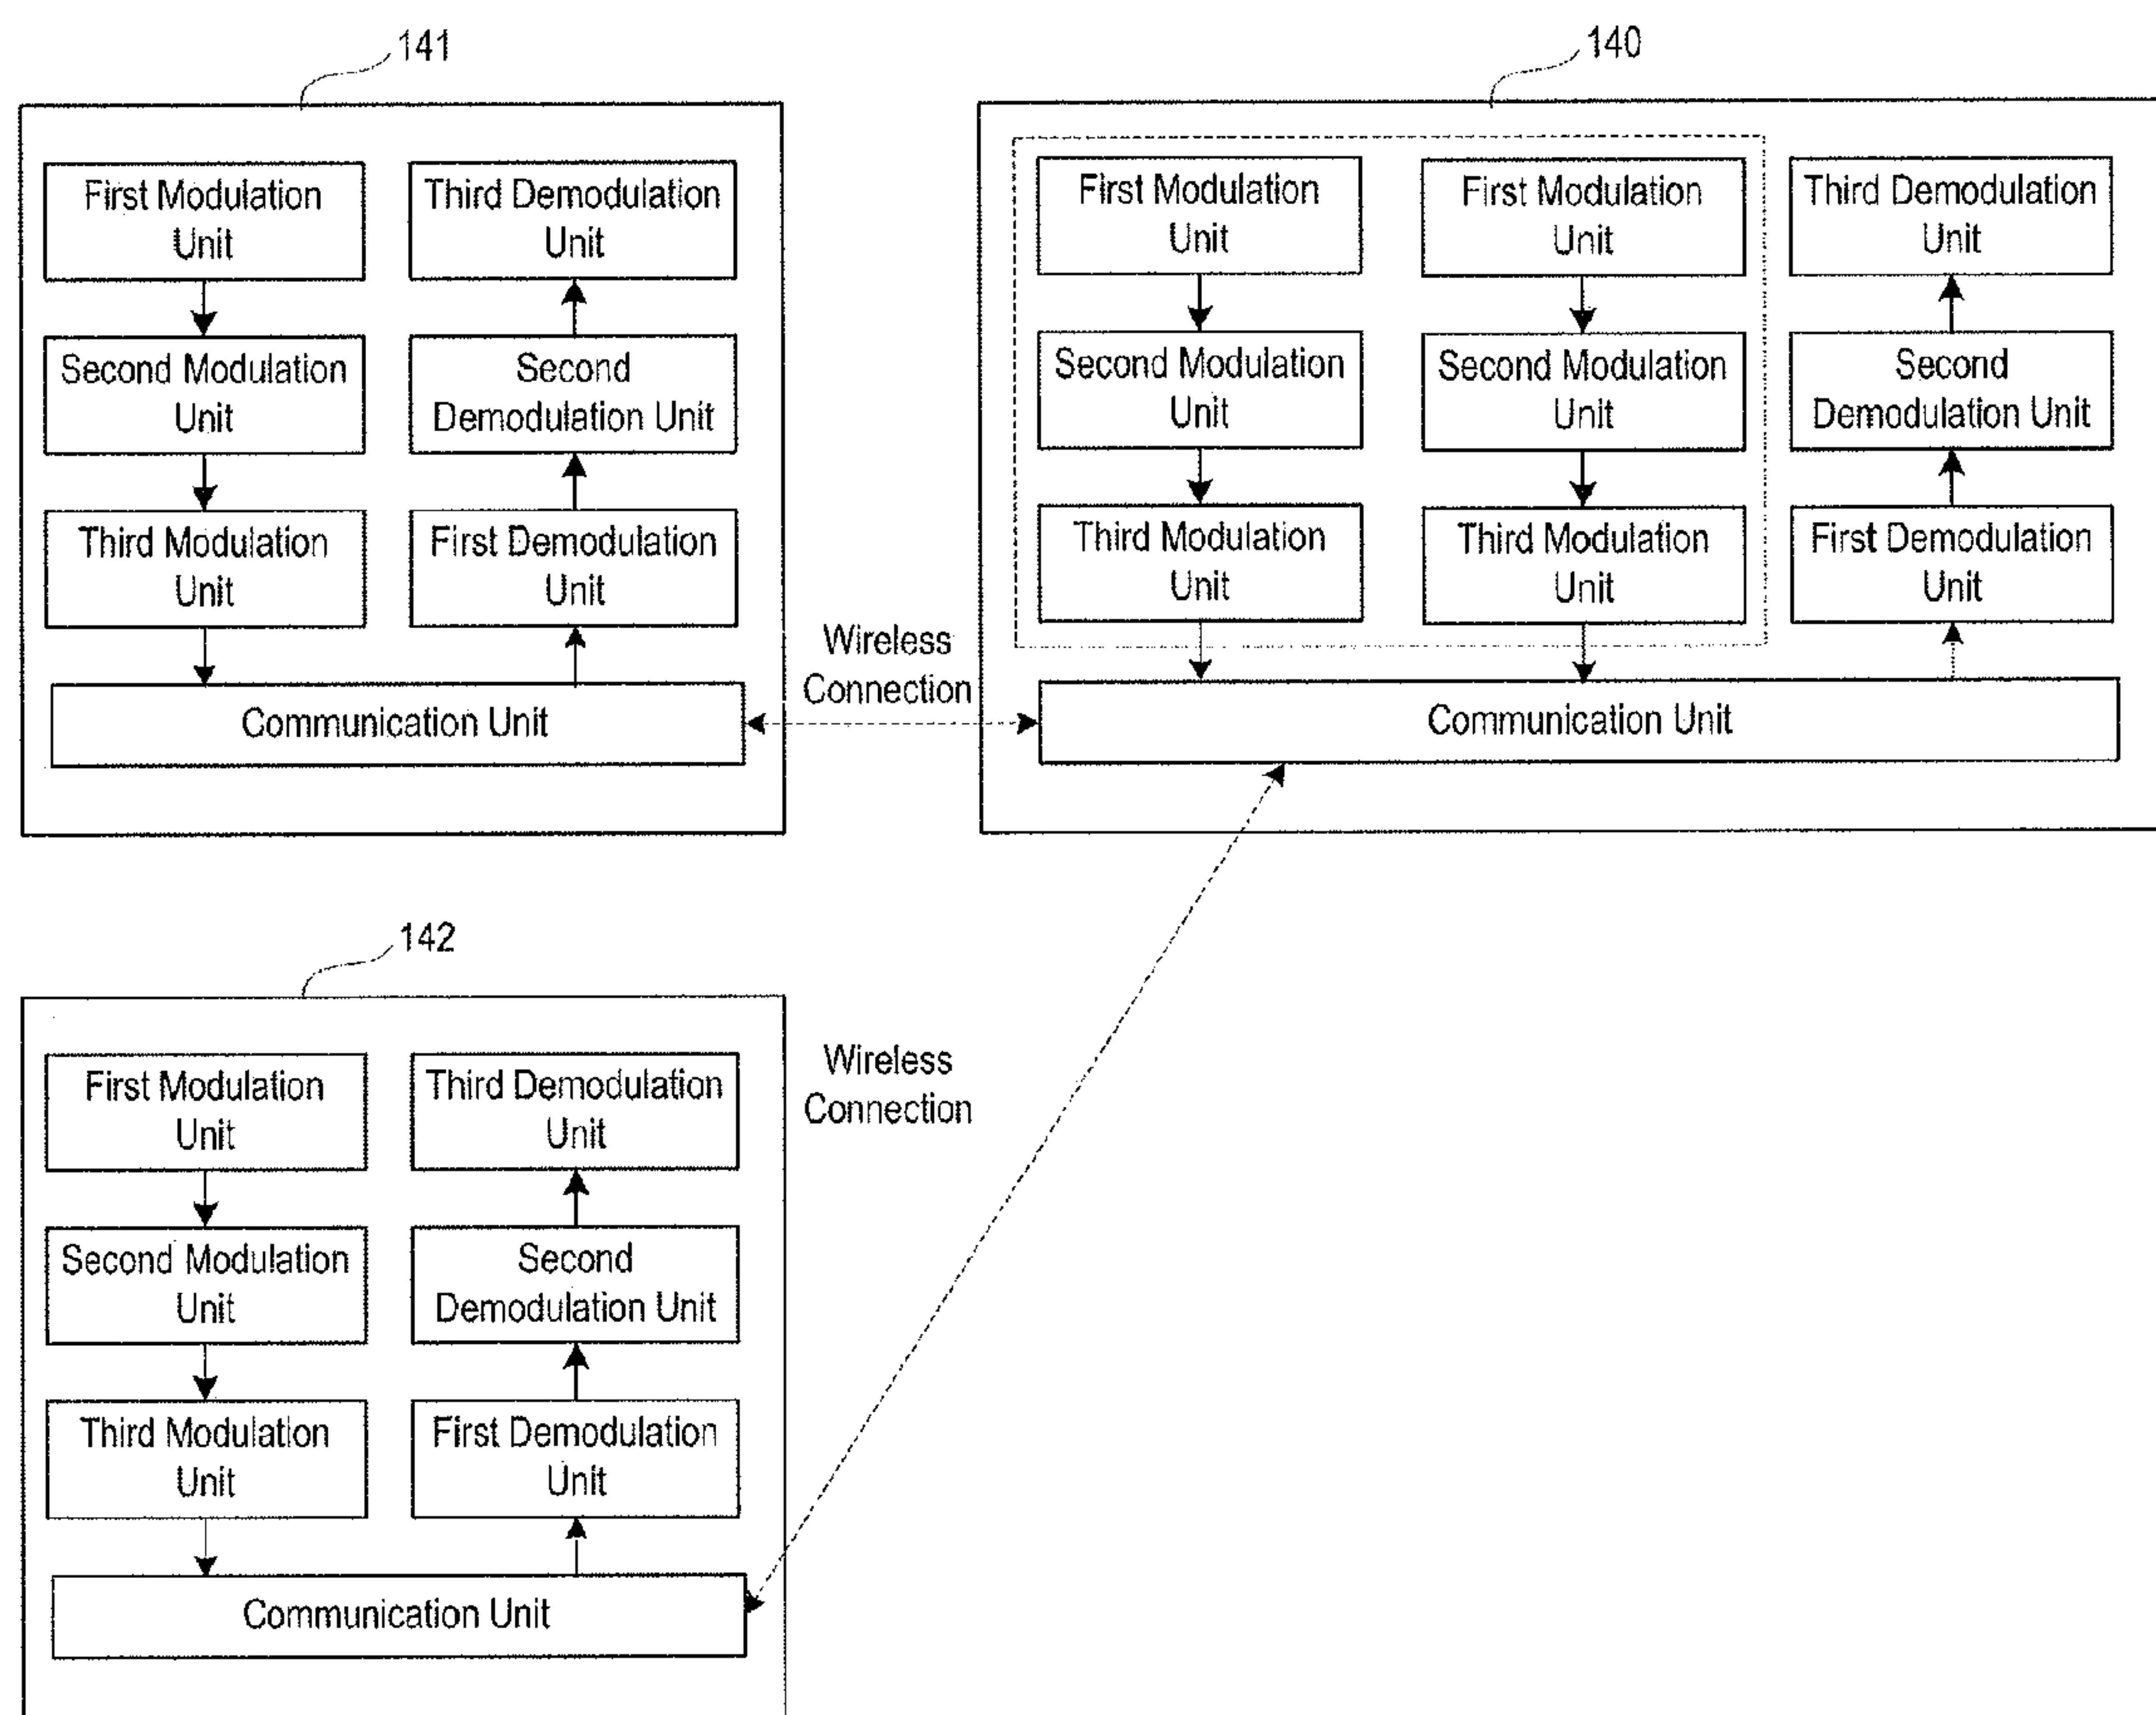 141
First Modulation
Unit
Third Demodulation
Unit
Second Modulation
Unit
Second
Demodulation Unit
Third Modulation
Unit
First Demodulation
Unit
Communication Unit
Wireless
Connection
140
First Modulation
Unit
First Modulation
Unit
Third Demodulation
Unit
Second Modulation
Unit
Second Modulation
Unit
Second
Demodulation Unit
Third Modulation
Unit
Third Modulation
Unit
First Demodulation
Unit
Communication Unit
142
First Modulation
Unit
Third Demodulation
Unit
Second Modulation
Unit
Second
Demodulation Unit
Third Modulation
Unit
First Demodulation
Unit
Communication Unit
Wireless
Connection